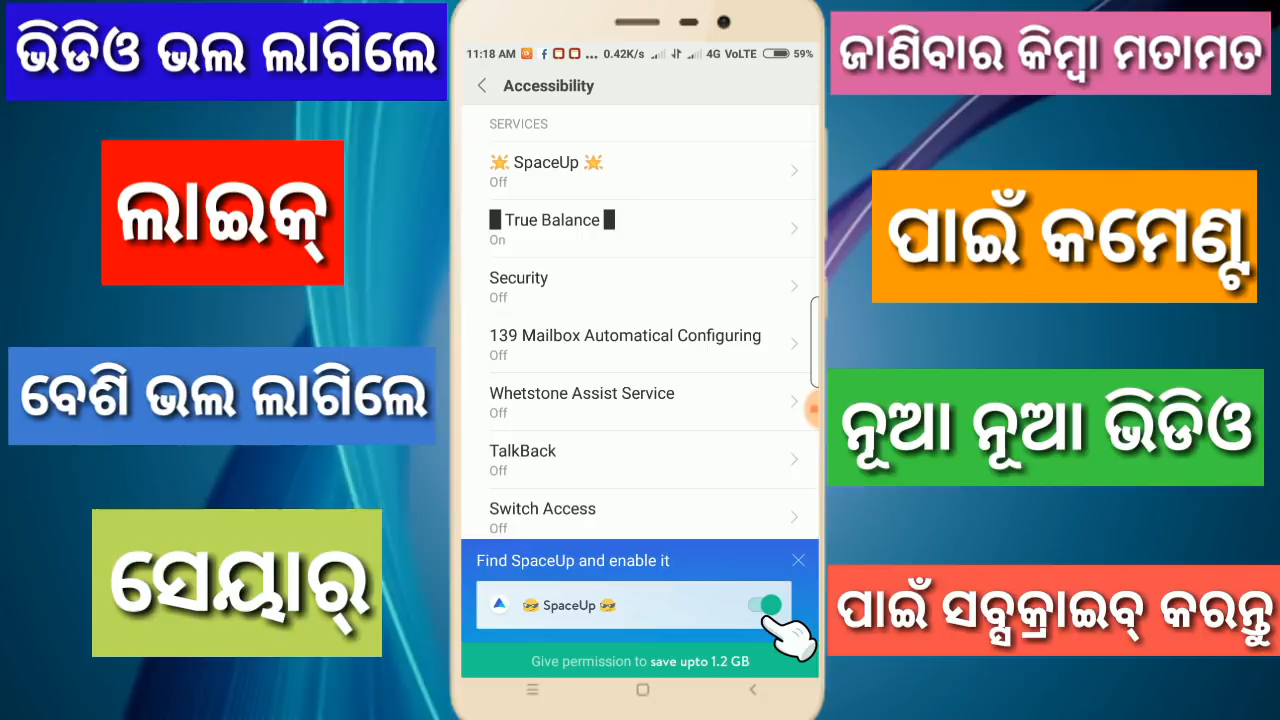 ଭିଡିଓ ଭଲ ଲାଗିଲେ
ଲାଇକ୍
ବେଶି ଭଲ ଲାଗିଲେ
ସେୟାର୍
11:18 AM ... 0.42K/s 4G VoLTE 59%
Accessibility
SERVICES
SpaceUp
Off
True Balance
On
Security
Off
139 Mailbox Automatical Configuring
Off
Whetstone Assist Service
Off
TalkBack
Off
Switch Access
Off
Find SpaceUp and enable it
SpaceUp
Give permission to save upto 1.2 GB
ଜାଣିବାର କିମ୍ବା ମତାମତ
ପାଇଁ କମେଣ୍ଟ
ନୂଆ ନୂଆ ଭିଡିଓ
ପାଇଁ ସବ୍ସକ୍ରାଇବ୍ କରନ୍ତୁ